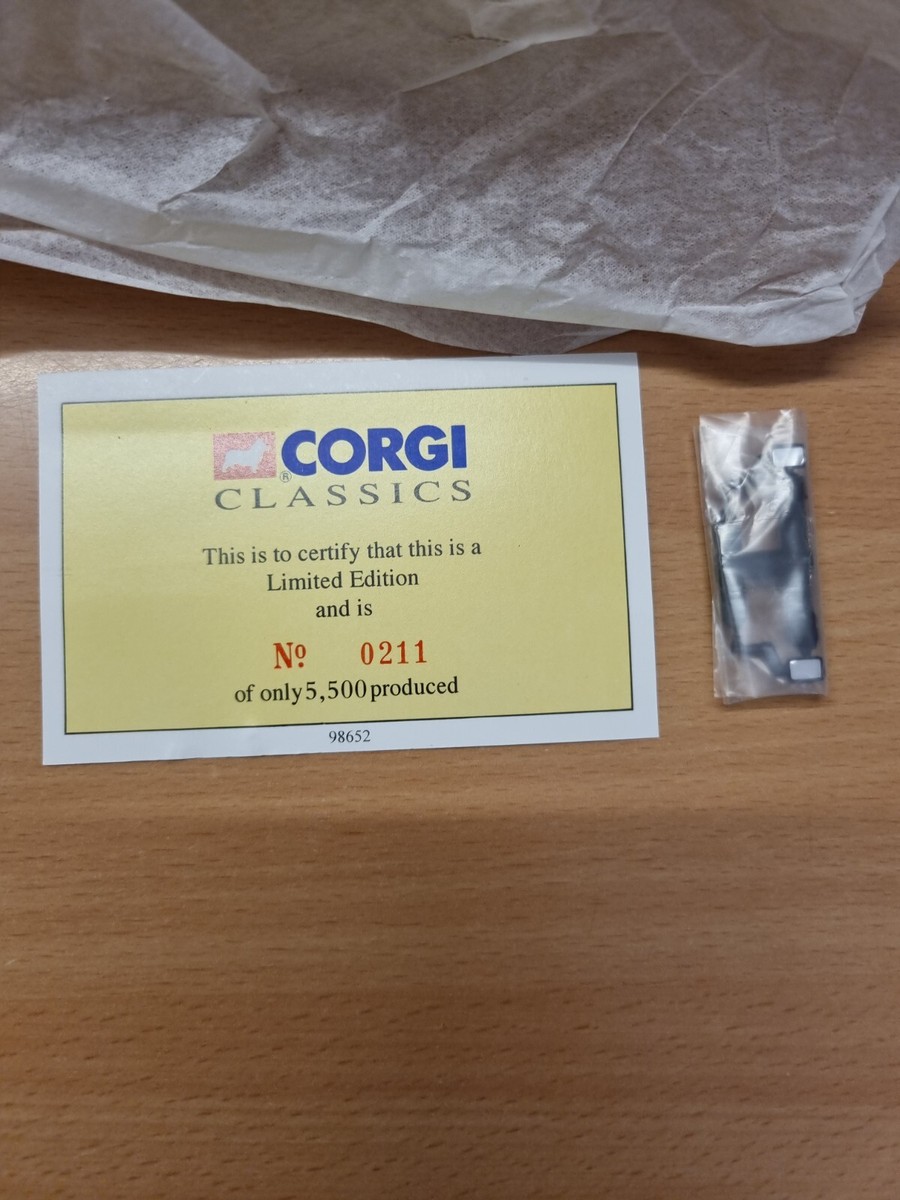 ® CORGI
CLASSICS
This is to certify that this is a
Limited Edition
and is
Nº 0211
of only 5,500 produced
98652